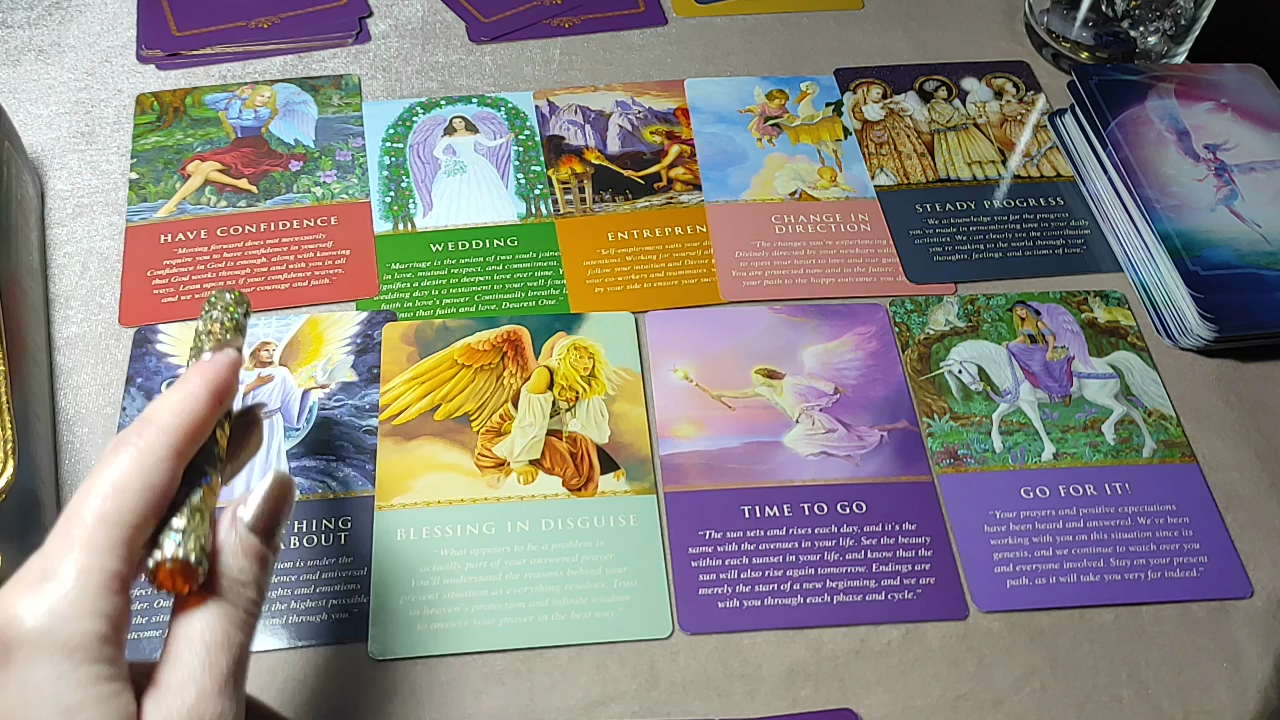 HAVE CONFIDENCE
"Moving forward does not necessarily
require you to have confidence in yourself.
Confidence in God is enough, along with knowing
that God works through you and with you in all
ways. Lean upon us if your confidence wavers,
and we will your courage and faith."
WEDDING
"Marriage is the union of two souls joined
in love, mutual respect, and commitment.
signifies a desire to deepen love over time.
wedding day is a testament to your well-foun
faith in love's power. Continually breathe
into that faith and love, Dearest One."
ENTREPREN
"Self-employment suits your
intentions. Working for yourself
follow your intuition and Divine
your co-workers and teammates,
by your side to ensure your
CHANGE IN
DIRECTION
"The changes you're experiencing
Divinely directed by your newborn
to open your heart to love and our
You are protected now and in the future,
your path to the happy outcomes you
STEADY PROGRESS
"We acknowledge you for the progress
you've made in remembering love in your daily
activities. We can clearly see the contribution
you're making to the world through your
thoughts, feelings, and actions of love."
THING
ABOUT
tion is under the
dence and universal
ughts and emotions
the highest possible
and through you."
BLESSING IN DISGUISE
"What appears to be a problem is
actually part of your answered prayer.
You'll understand the reasons behind your
present situation as everything resolves. Trust
in heaven's protection and infinite wisdom
to answer your prayer in the best way."
TIME TO GO
"The sun sets and rises each day, and it's the
same with the avenues in your life. See the beauty
within each sunset in your life, and know that the
sun will also rise again tomorrow. Endings are
merely the start of a new beginning, and we are
with you through each phase and cycle."
GO FOR IT!
"Your prayers and positive expectations
have been heard and answered. We've been
working with you on this situation since its
genesis, and we continue to watch over you
and everyone involved. Stay on your present
path, as it will take you very far indeed."